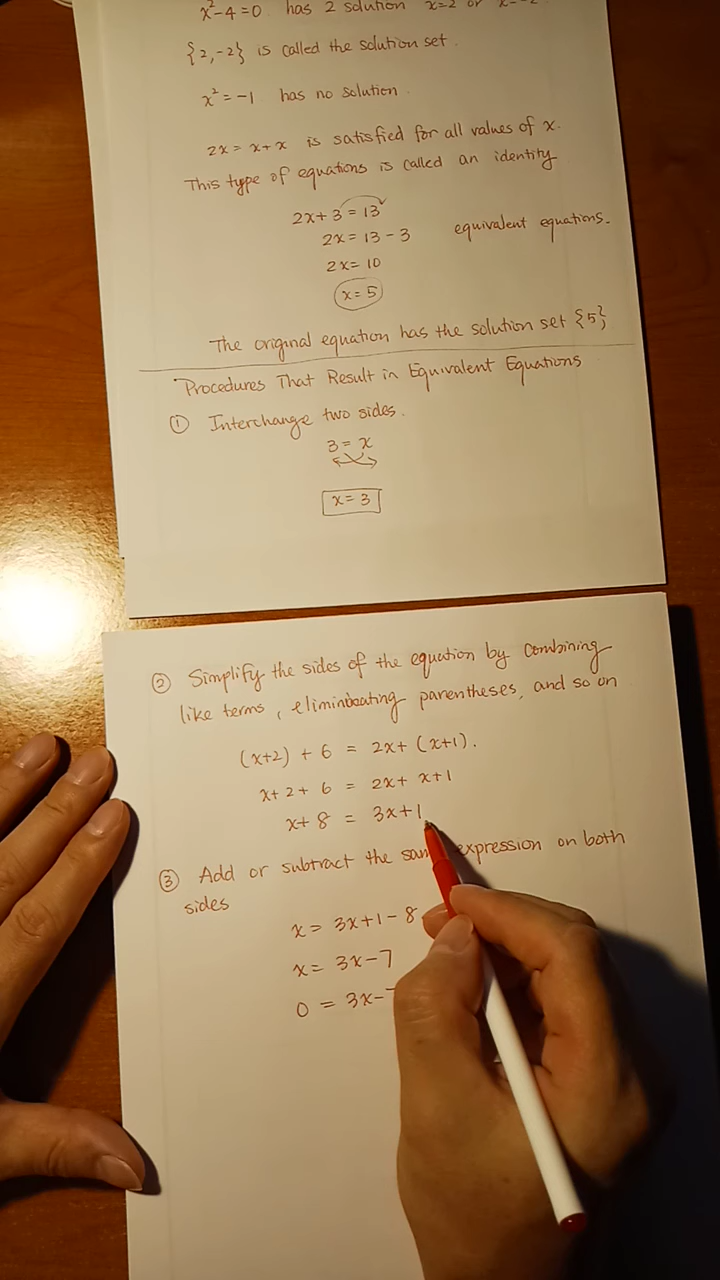 x²-4=0 has 2 solution x=2 or x=-2
{2,-2} is called the solution set.
x² = -1 has no solution.
2x = x+x is satisfied for all values of x.
This type of equations is called an identity
2x+3 = 13
2x = 13-3 equivalent equations.
2x = 10
x=5
The original equation has the solution set {5}
Procedures That Result in Equivalent Equations
① Interchange two sides.
3 = x
x = 3
② Simplify the sides of the equation by combining
like terms, eliminating parentheses, and so on
(x+2) + 6 = 2x+ (x+1).
x+2+6 = 2x+ x+1
x+8 = 3x+1
③ Add or subtract the expression on both
sides
x = 3x+1-8
x = 3x-7
0 = 3x-7